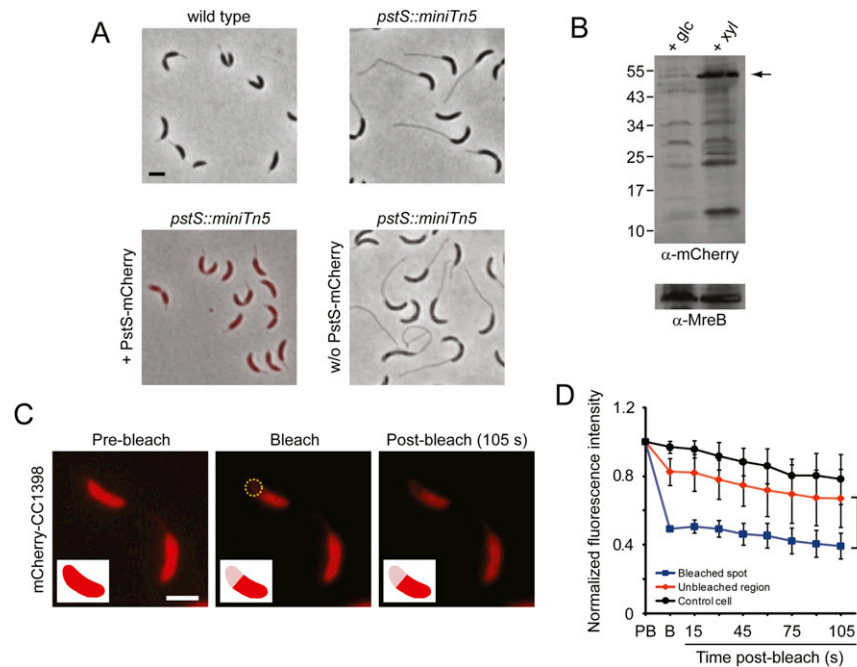 A
wild type
pstS::miniTn5
pstS::miniTn5
pstS::miniTn5
+ PstS-mCherry
w/o PstS-mCherry
B
+ glc
+ xyl
55
43
34
25
17
10
α-mCherry
α-MreB
C
Pre-bleach
Bleach
Post-bleach (105 s)
mCherry-CC1398
D
Normalized fluorescence intensity
1.2
0.8
0.4
0
Bleached spot
Unbleached region
Control cell
PB B 15 45 75 105
Time post-bleach (s)